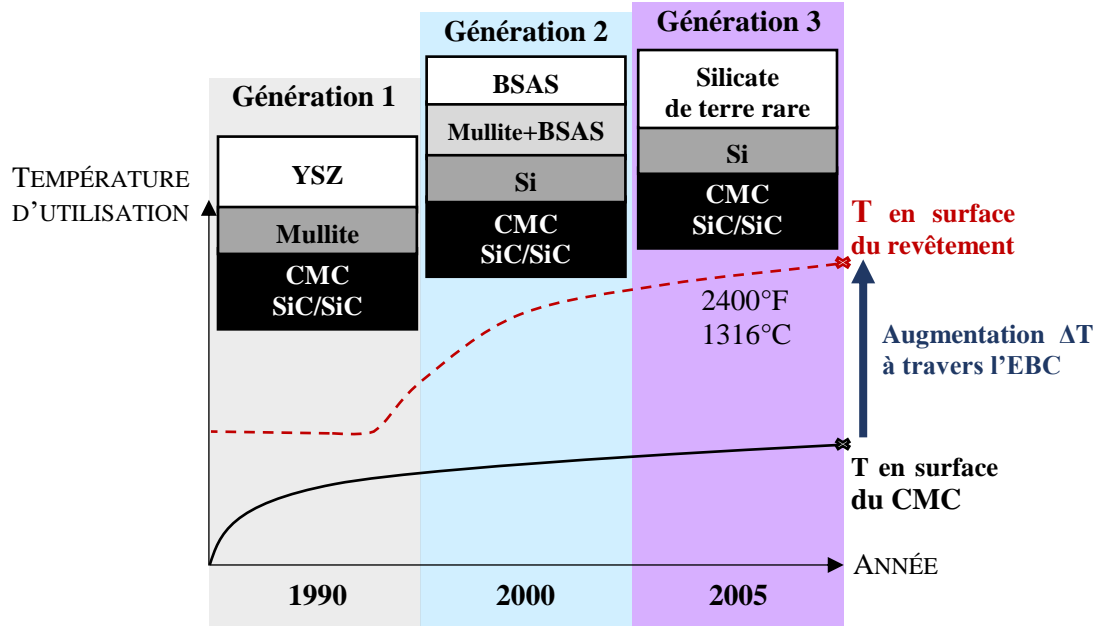 Génération 1
YSZ
Mullite
CMC
SiC/SiC
Génération 2
BSAS
Mullite+BSAS
Si
CMC
SiC/SiC
Génération 3
Silicate
de terre rare
Si
CMC
SiC/SiC
TEMPÉRATURE
D'UTILISATION
T en surface
du revêtement
2400°F
1316°C
Augmentation ΔT
à travers l'EBC
T en surface
du CMC
ANNÉE
1990
2000
2005